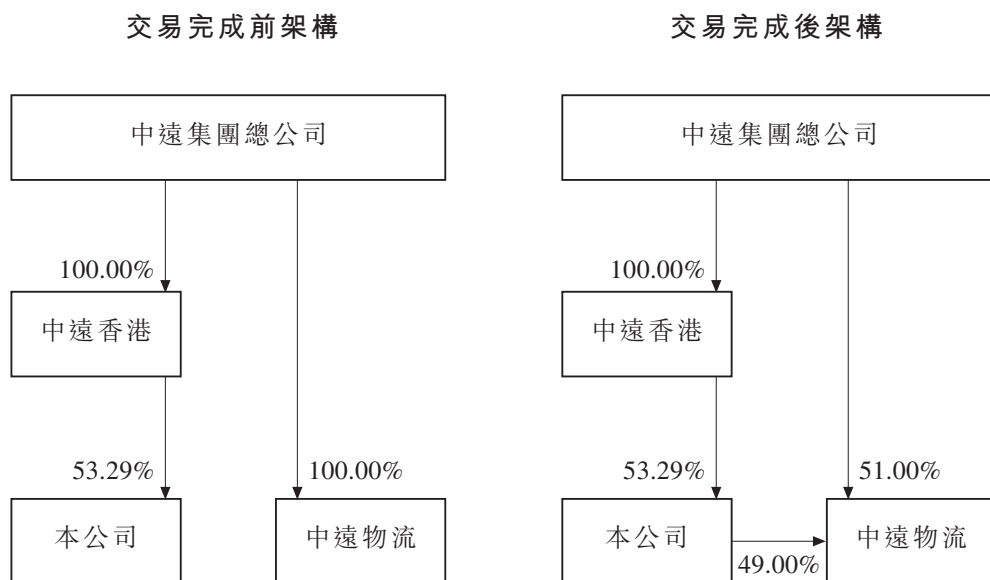 交易完成前架構
中遠集團總公司
100.00%
中遠香港
53.29%
100.00%
本公司
中遠物流
交易完成後架構
中遠集團總公司
100.00%
中遠香港
53.29%
51.00%
本公司
中遠物流
49.00%